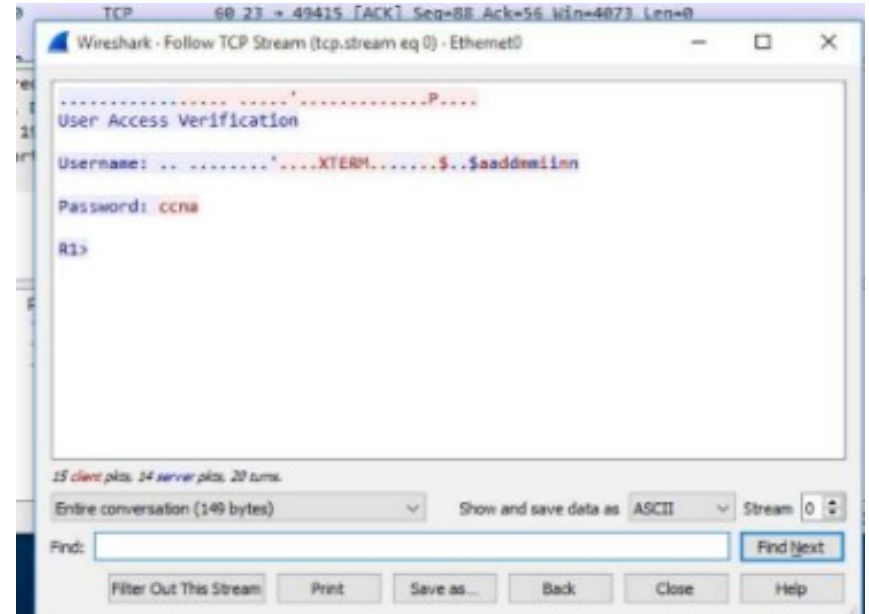 TCP 60 23 → 49415 [ACK] Seq=88 Ack=56 Win=4073 Len=0
Wireshark · Follow TCP Stream (tcp.stream eq 0) · Ethernet0
................. .....'.............P....
User Access Verification
Username: .. ........'....XTERM.......$..$aaddmmiinn
Password: ccna
R1>
15 client pkts, 14 server pkts, 20 turns.
Entire conversation (149 bytes)
Show and save data as ASCII
Stream 0
Find:
Find Next
Filter Out This Stream
Print
Save as...
Back
Close
Help